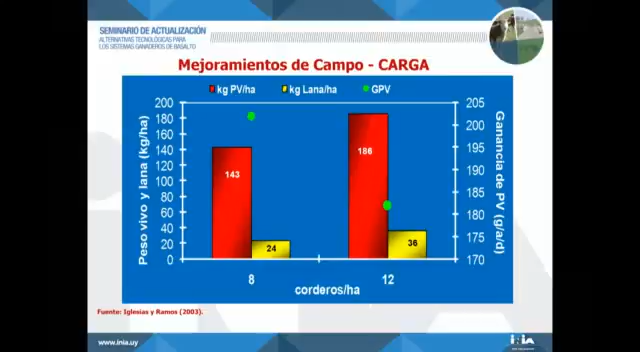 SEMINARIO DE ACTUALIZACIÓN
ALTERNATIVAS TECNOLÓGICAS PARA
LOS SISTEMAS GANADEROS DE BASALTO
Mejoramientos de Campo - CARGA
kg PV/ha kg Lana/ha GPV
Peso vivo y lana (kg/ha)
200
180
160
140
120
100
80
60
40
20
0
143
24
186
36
205
200
195
190
185
180
175
170
Ganancia de PV (g/a/d)
8 12
corderos/ha
Fuente: Iglesias y Ramos (2003).
www.inia.uy